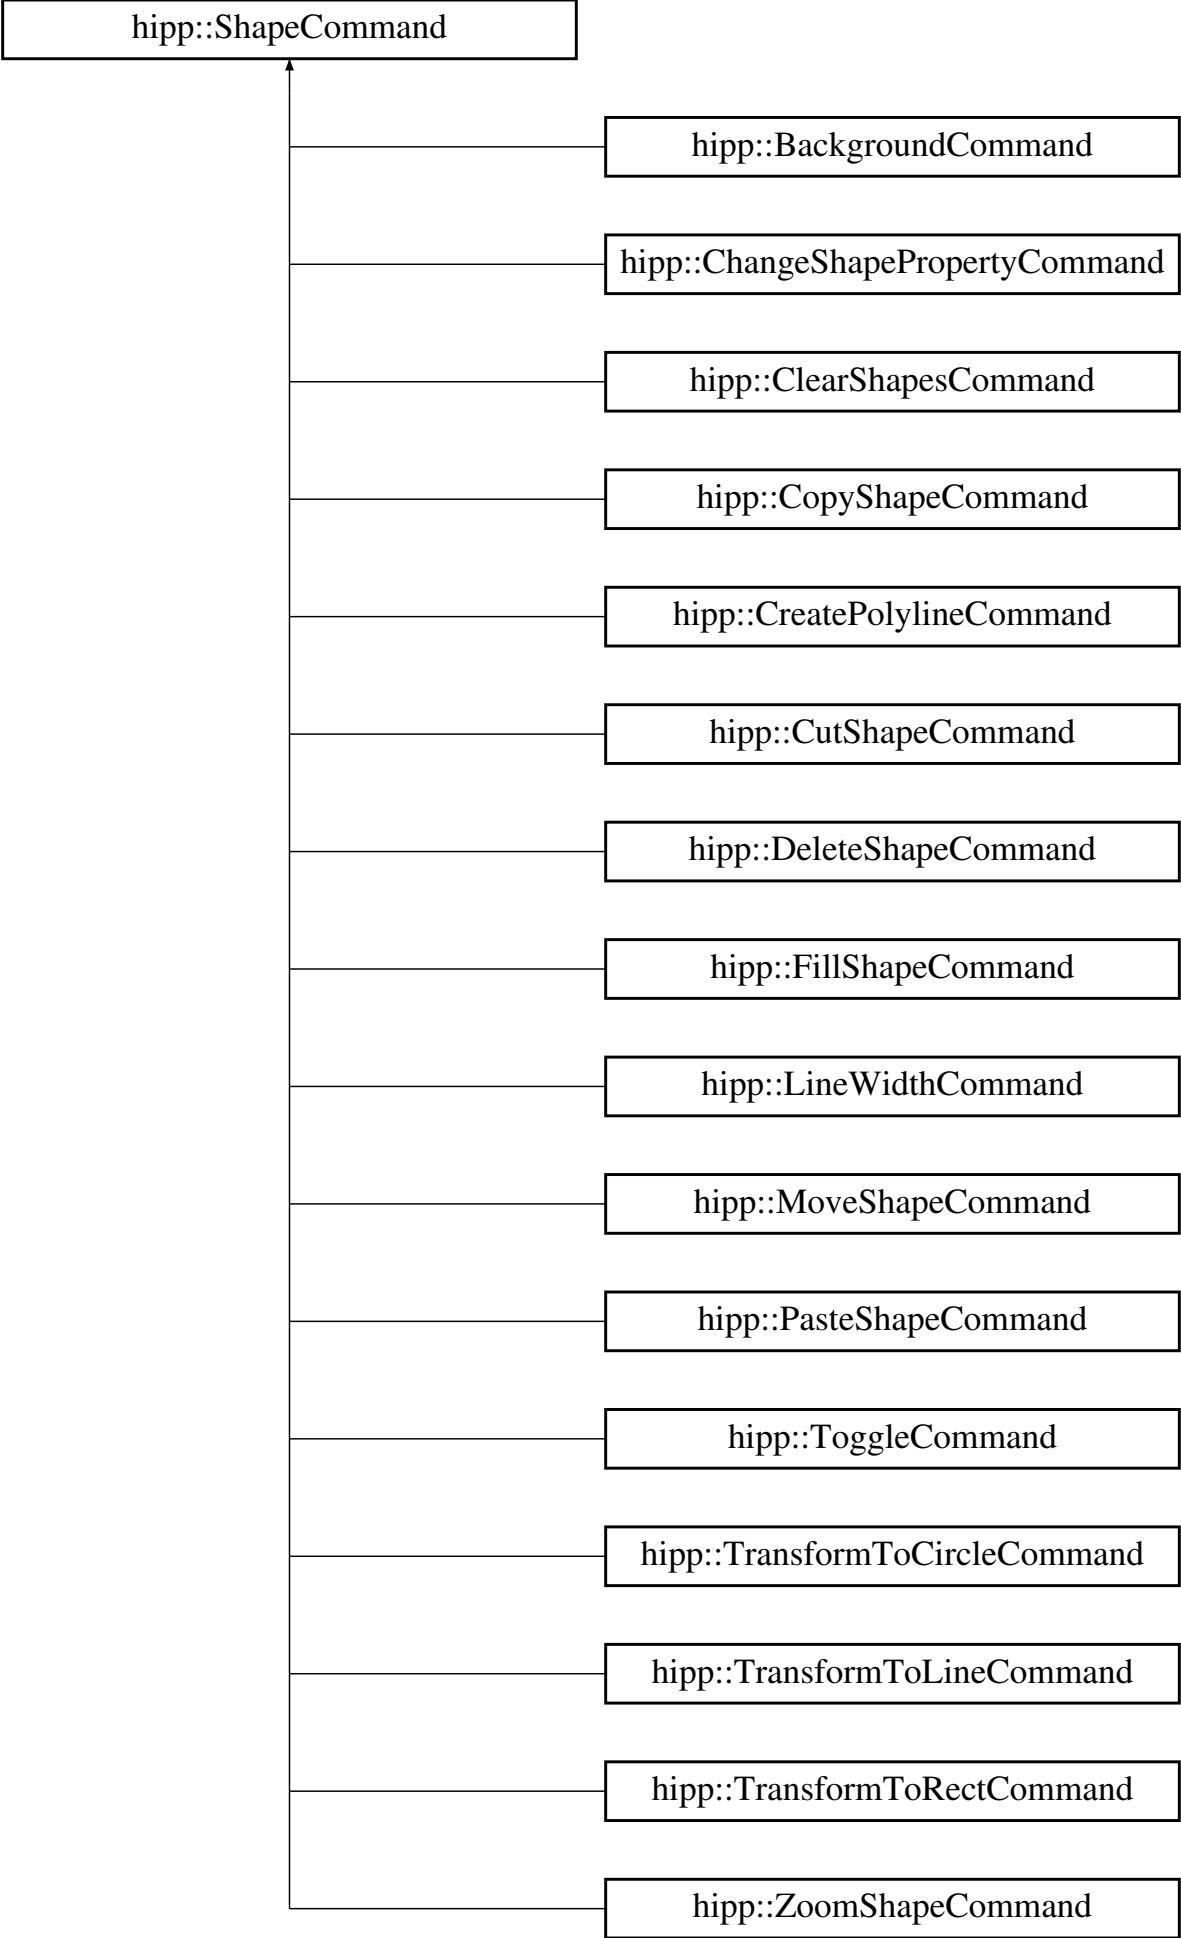 hipp::ShapeCommand
hipp::BackgroundCommand
hipp::ChangeShapePropertyCommand
hipp::ClearShapesCommand
hipp::CopyShapeCommand
hipp::CreatePolylineCommand
hipp::CutShapeCommand
hipp::DeleteShapeCommand
hipp::FillShapeCommand
hipp::LineWidthCommand
hipp::MoveShapeCommand
hipp::PasteShapeCommand
hipp::ToggleCommand
hipp::TransformToCircleCommand
hipp::TransformToLineCommand
hipp::TransformToRectCommand
hipp::ZoomShapeCommand